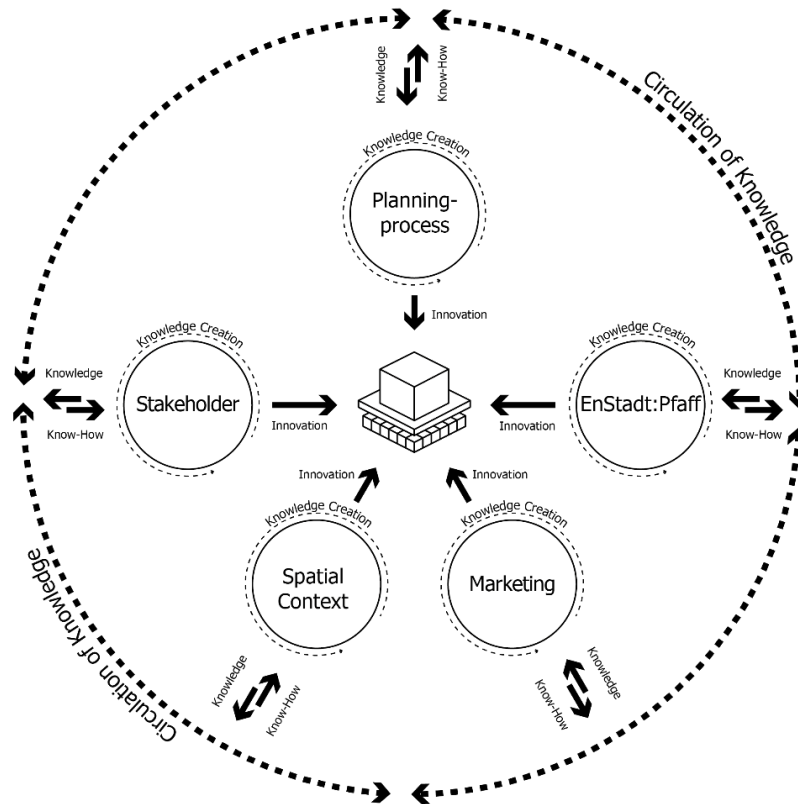 Knowledge
Know-How
Circulation of Knowledge
Knowledge Creation
Planning-
process
Innovation
Knowledge Creation
Stakeholder
Knowledge
Know-How
Innovation
Knowledge Creation
EnStadt:Pfaff
Knowledge
Know-How
Innovation
Innovation
Knowledge Creation
Spatial
Context
Knowledge
Know-How
Innovation
Knowledge Creation
Marketing
Knowledge
Know-How
Circulation of Knowledge